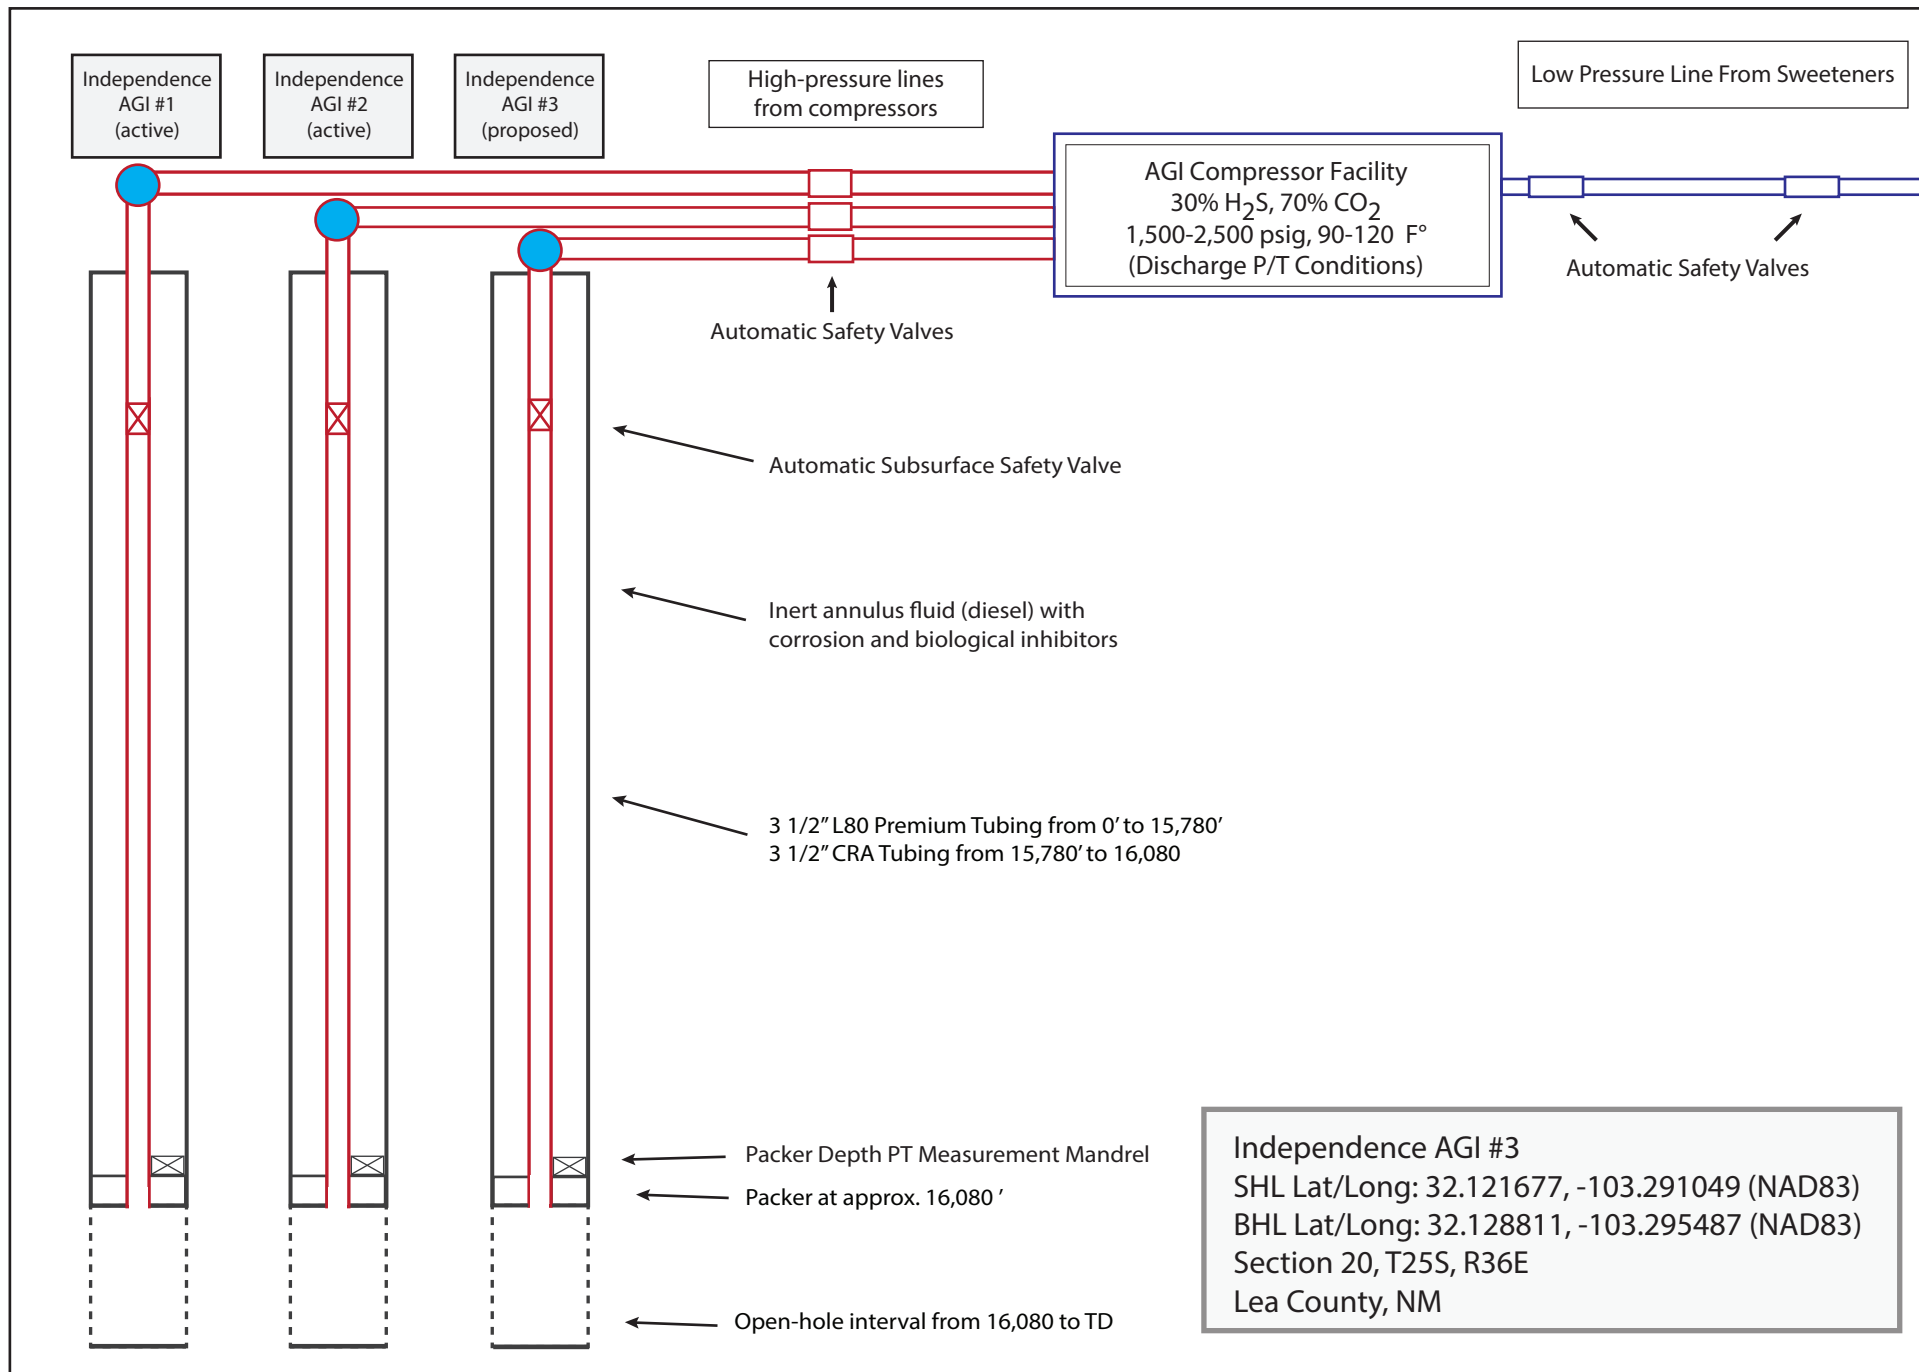 Independence
AGI #1
(active)
Independence
AGI #2
(active)
Independence
AGI #3
(proposed)
High-pressure lines
from compressors
Low Pressure Line From Sweeteners
AGI Compressor Facility
30% H2S, 70% CO2
1,500-2,500 psig, 90-120 F°
(Discharge P/T Conditions)
Automatic Safety Valves
Automatic Safety Valves
Automatic Subsurface Safety Valve
Inert annulus fluid (diesel) with
corrosion and biological inhibitors
3 1/2” L80 Premium Tubing from 0’ to 15,780’
3 1/2” CRA Tubing from 15,780’ to 16,080
Packer Depth PT Measurement Mandrel
Packer at approx. 16,080 ’
Open-hole interval from 16,080 to TD
Independence AGI #3
SHL Lat/Long: 32.121677, -103.291049 (NAD83)
BHL Lat/Long: 32.128811, -103.295487 (NAD83)
Section 20, T25S, R36E
Lea County, NM